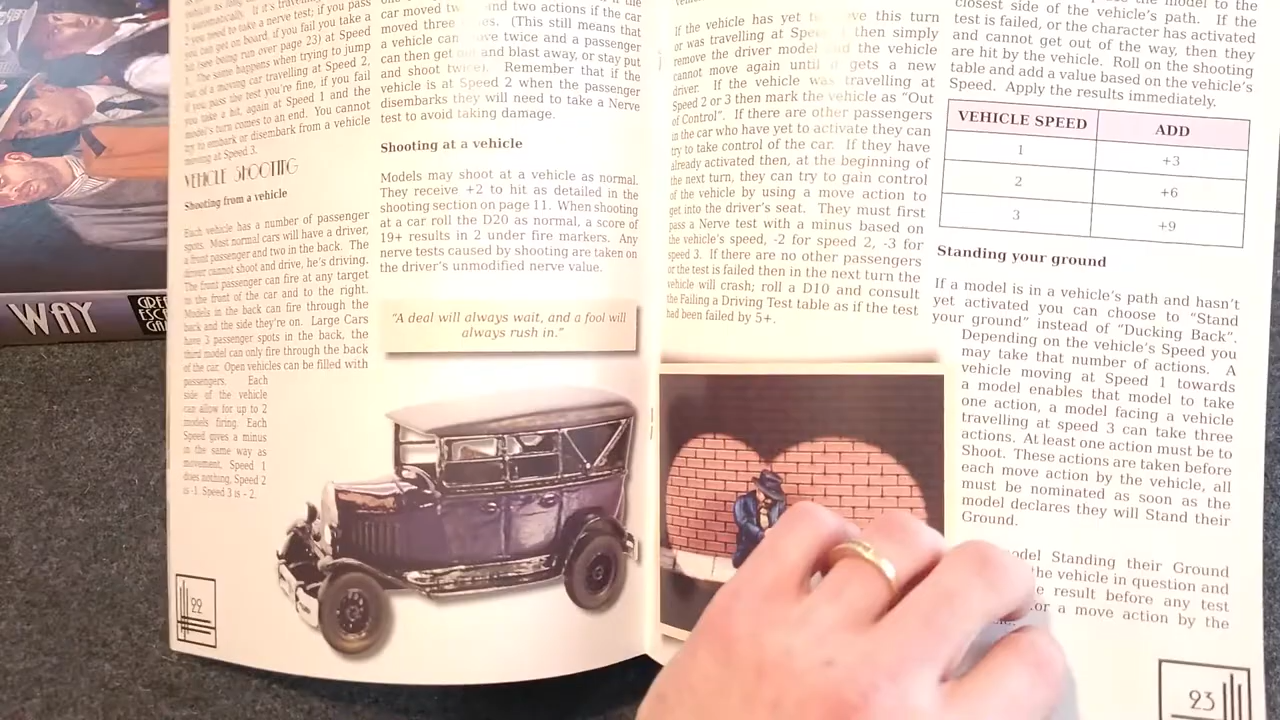 1 automatically. If it's travelling at Speed
2 you need to take a nerve test; if you pass
you can get on board, if you fail you take a
hit (see being run over page 23) at Speed
1. The same happens when trying to jump
out of a moving car travelling at Speed 2,
if you pass the test you're fine, if you fail
you take a hit, again at Speed 1 and the
model's turn comes to an end. You cannot
try to embark or disembark from a vehicle
moving at Speed 3.
VEHICLE SHOOTING
Shooting from a vehicle
Each vehicle has a number of passenger
spots. Most normal cars will have a driver,
a front passenger and two in the back. The
driver cannot shoot and drive, he's driving.
The front passenger can fire at any target
to the front of the car and to the right.
Models in the back can fire through the
back and the side they're on. Large Cars
have 3 passenger spots in the back, the
third model can only fire through the back
of the car. Open vehicles can be filled with
passengers. Each
side of the vehicle
can allow for up to 2
models firing. Each
Speed gives a minus
in the same way as
movement, Speed 1
does nothing, Speed 2
is -1, Speed 3 is - 2.
22
car moved and two actions if the car
moved three (This still means that
a vehicle can twice and a passenger
can then get and blast away, or stay put
and shoot twice). Remember that if the
vehicle is at Speed 2 when the passenger
disembarks they will need to take a Nerve
test to avoid taking damage.
Shooting at a vehicle
Models may shoot at a vehicle as normal.
They receive +2 to hit as detailed in the
shooting section on page 11. When shooting
at a car roll the D20 as normal, a score of
19+ results in 2 under fire markers. Any
nerve tests caused by shooting are taken on
the driver's unmodified nerve value.
"A deal will always wait, and a fool will
always rush in."
If the vehicle has yet to this turn
or was travelling at then simply
remove the driver model and the vehicle
cannot move again until it gets a new
driver. If the vehicle was travelling at
Speed 2 or 3 then mark the vehicle as "Out
of Control". If there are other passengers
in the car who have yet to activate they can
try to take control of the car. If they have
already activated then, at the beginning of
the next turn, they can try to gain control
of the vehicle by using a move action to
get into the driver's seat. They must first
pass a Nerve test with a minus based on
the vehicle's speed, -2 for speed 2, -3 for
speed 3. If there are no other passengers
or the test is failed then in the next turn the
vehicle will crash; roll a D10 and consult
the Failing a Driving Test table as if the test
had been failed by 5+.
the model to the
closest side of the vehicle's path. If the
test is failed, or the character has activated
and cannot get out of the way, then they
are hit by the vehicle. Roll on the shooting
table and add a value based on the vehicle's
Speed. Apply the results immediately.
VEHICLE SPEED ADD
1 +3
2 +6
3 +9
Standing your ground
If a model is in a vehicle's path and hasn't
yet activated you can choose to "Stand
your ground" instead of "Ducking Back".
Depending on the vehicle's Speed you
may take that number of actions. A
vehicle moving at Speed 1 towards
a model enables that model to take
one action, a model facing a vehicle
travelling at speed 3 can take three
actions. At least one action must be to
Shoot. These actions are taken before
each move action by the vehicle, all
must be nominated as soon as the
model declares they will Stand their
Ground.
Standing their Ground
the vehicle in question and
result before any test
or a move action by the
23
WAY